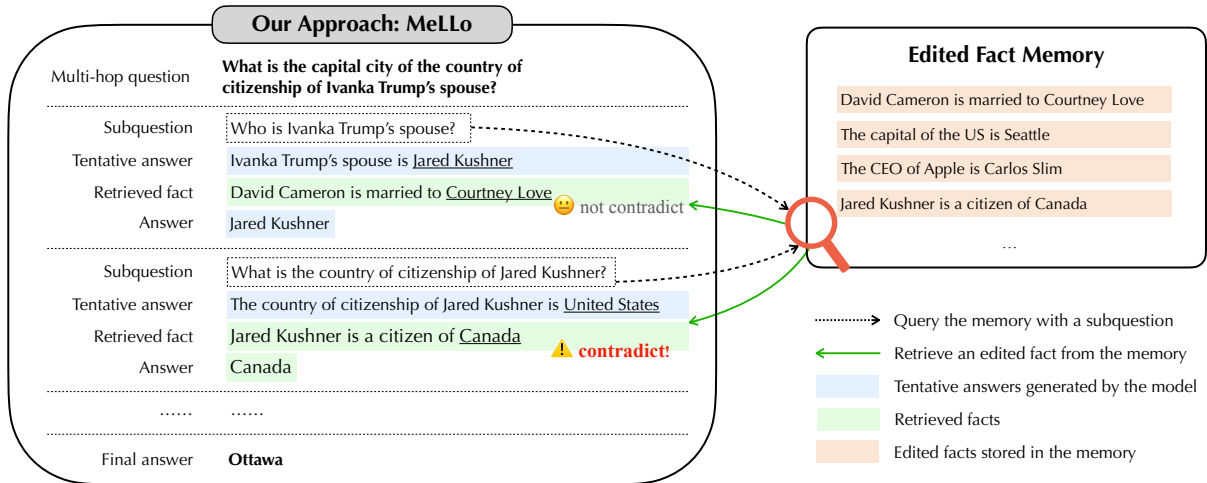 Our Approach: MeLLo
Multi-hop question
What is the capital city of the country of
citizenship of Ivanka Trump's spouse?
Subquestion
Who is Ivanka Trump's spouse?
Tentative answer
Ivanka Trump's spouse is Jared Kushner
Retrieved fact
David Cameron is married to Courtney Love
not contradict
Answer
Jared Kushner
Subquestion
What is the country of citizenship of Jared Kushner?
Tentative answer
The country of citizenship of Jared Kushner is United States
Retrieved fact
Jared Kushner is a citizen of Canada
contradict!
Answer
Canada
......
......
Final answer
Ottawa
Edited Fact Memory
David Cameron is married to Courtney Love
The capital of the US is Seattle
The CEO of Apple is Carlos Slim
Jared Kushner is a citizen of Canada
...
Query the memory with a subquestion
Retrieve an edited fact from the memory
Tentative answers generated by the model
Retrieved facts
Edited facts stored in the memory